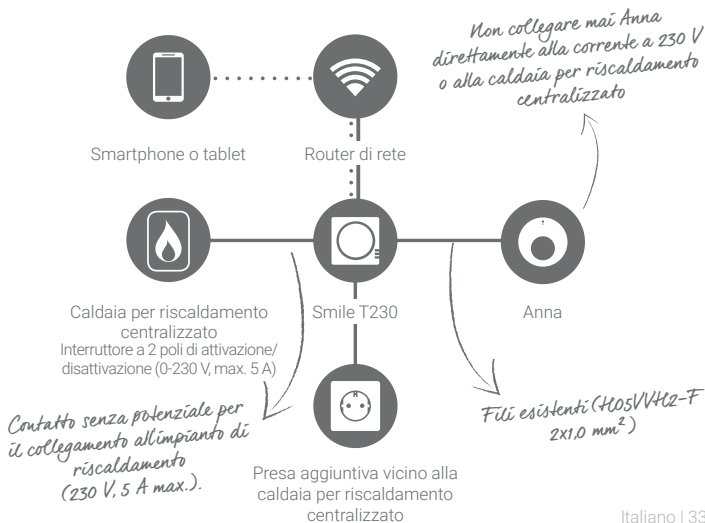 Non collegare mai Anna
direttamente alla corrente a 230 V
o alla caldaia per riscaldamento
centralizzato
Smartphone o tablet
Router di rete
Caldaia per riscaldamento
centralizzato
Interruttore a 2 poli di attivazione/
disattivazione (0-230 V, max. 5 A)
Smile T230
Anna
Contatto senza potenziale per
il collegamento all'impianto di
riscaldamento
(230 V, 5 A max.).
Fili esistenti (H05VVH2-F
2x1,0 mm²)
Presa aggiuntiva vicino alla
caldaia per riscaldamento
centralizzato
Italiano | 33